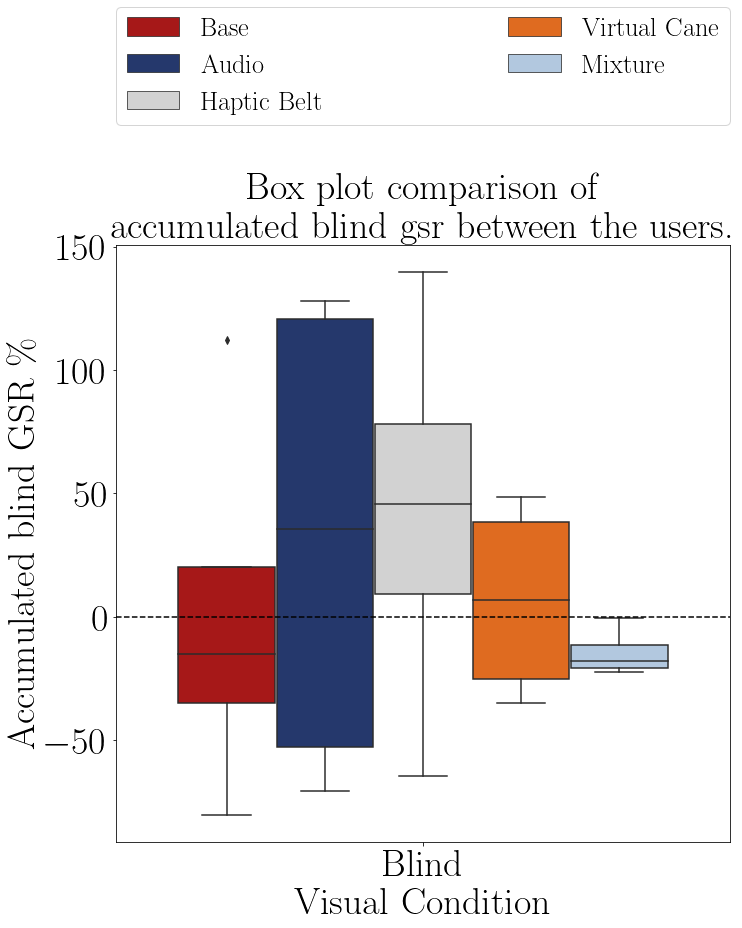 Base
Audio
Haptic Belt
Virtual Cane
Mixture
Box plot comparison of
accumulated blind gsr between the users.
Accumulated blind GSR %
150
100
50
0
−50
Blind
Visual Condition